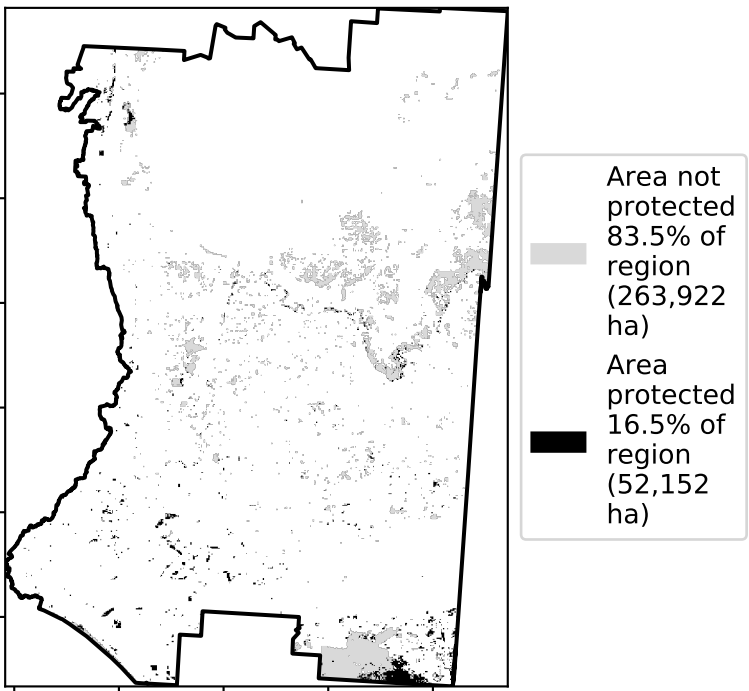 Area not
protected
83.5% of
region
(263,922
ha)
Area
protected
16.5% of
region
(52,152
ha)